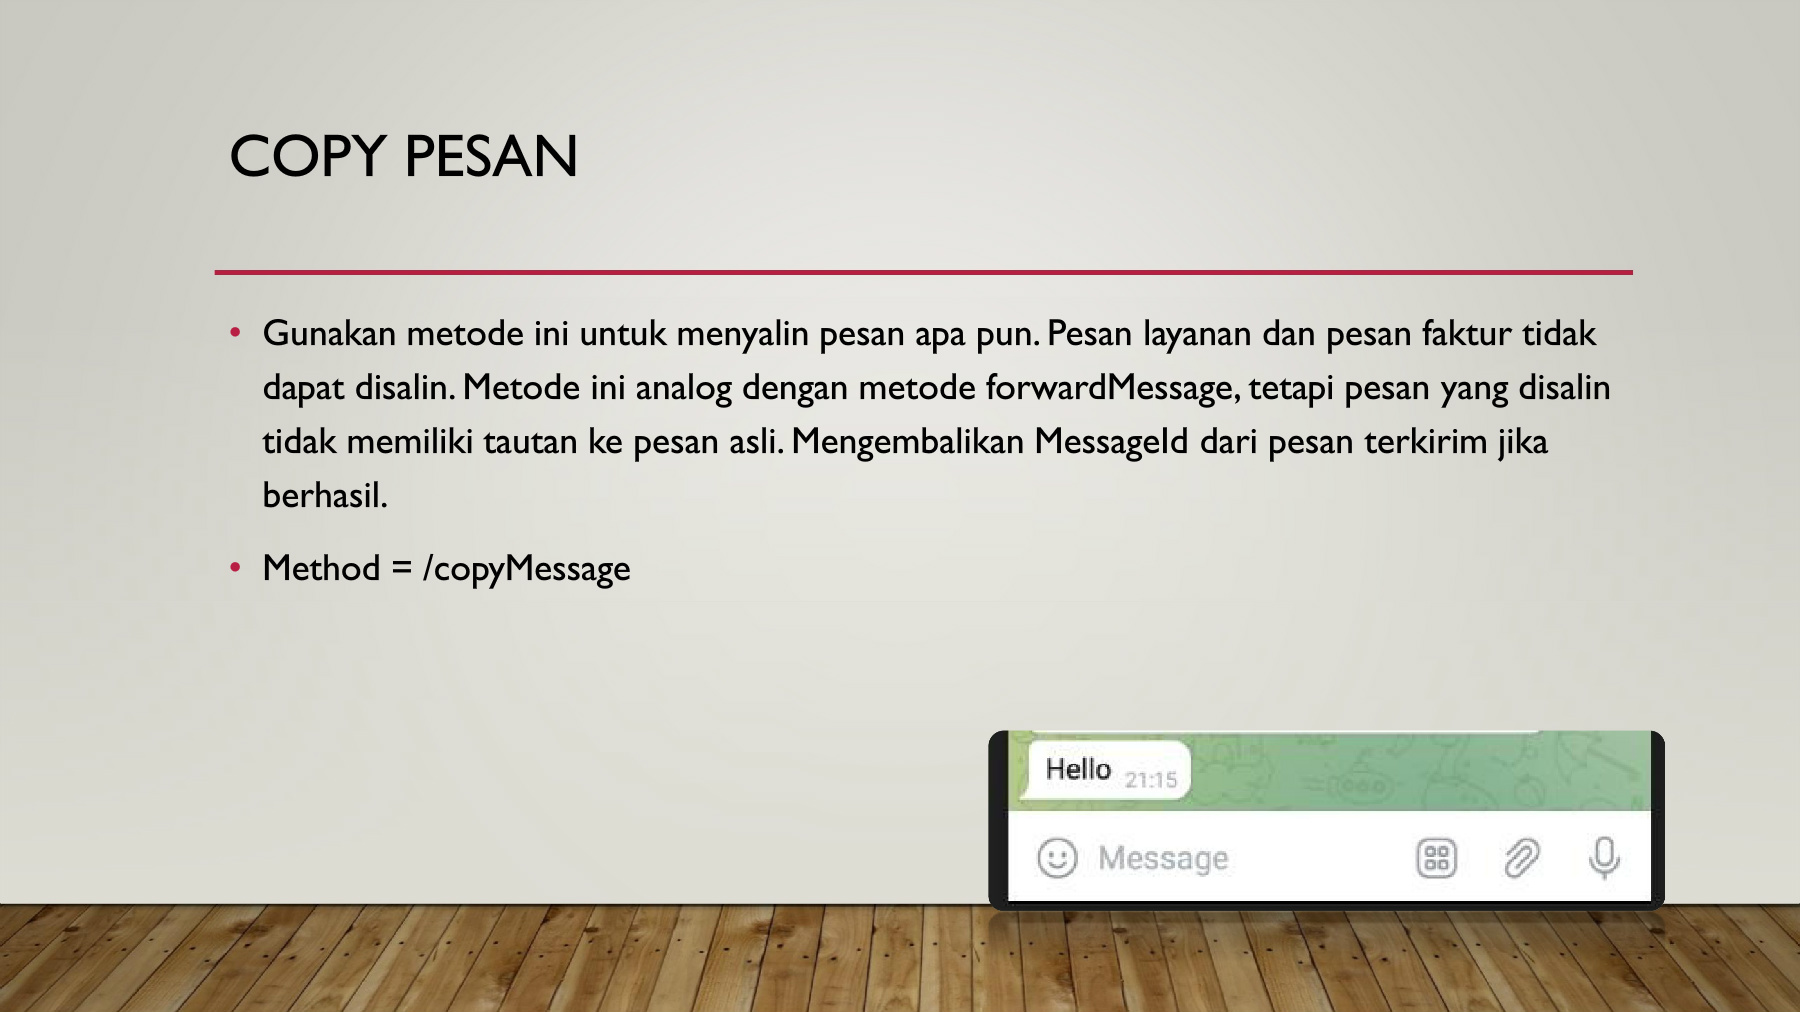 COPY PESAN
• Gunakan metode ini untuk menyalin pesan apa pun. Pesan layanan dan pesan faktur tidak
dapat disalin. Metode ini analog dengan metode forwardMessage, tetapi pesan yang disalin
tidak memiliki tautan ke pesan asli. Mengembalikan MessageId dari pesan terkirim jika
berhasil.
• Method = /copyMessage
Hello 21:15
Message